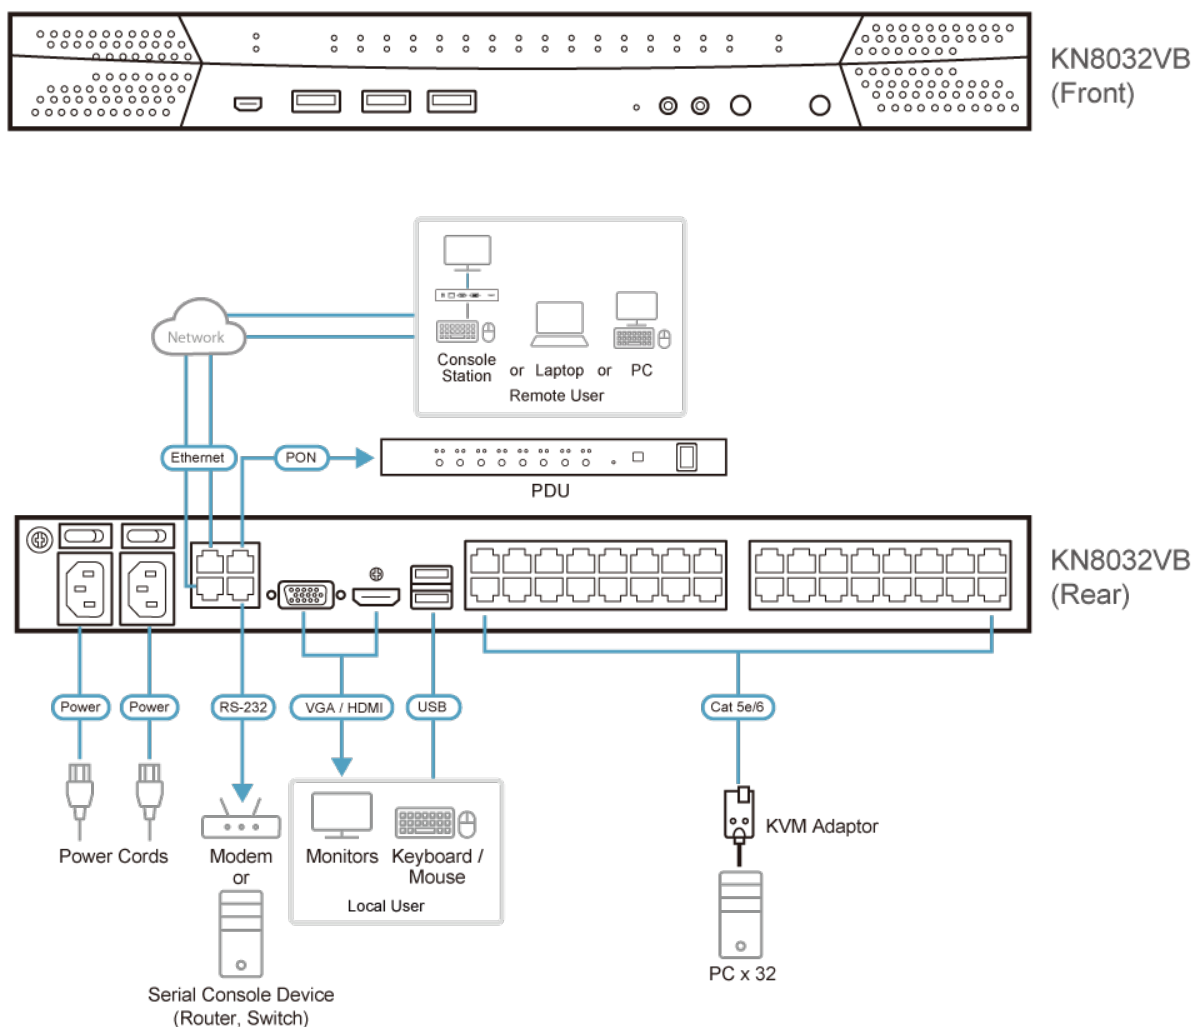 KN8032VB
(Front)
Network
Console
Station
or Laptop or PC
Remote User
Ethernet
PON
PDU
KN8032VB
(Rear)
Power
Power
RS-232
VGA / HDMI
USB
Cat 5e/6
KVM Adaptor
Power Cords
Modem
or
Monitors
Keyboard /
Mouse
Local User
PC x 32
Serial Console Device
(Router, Switch)